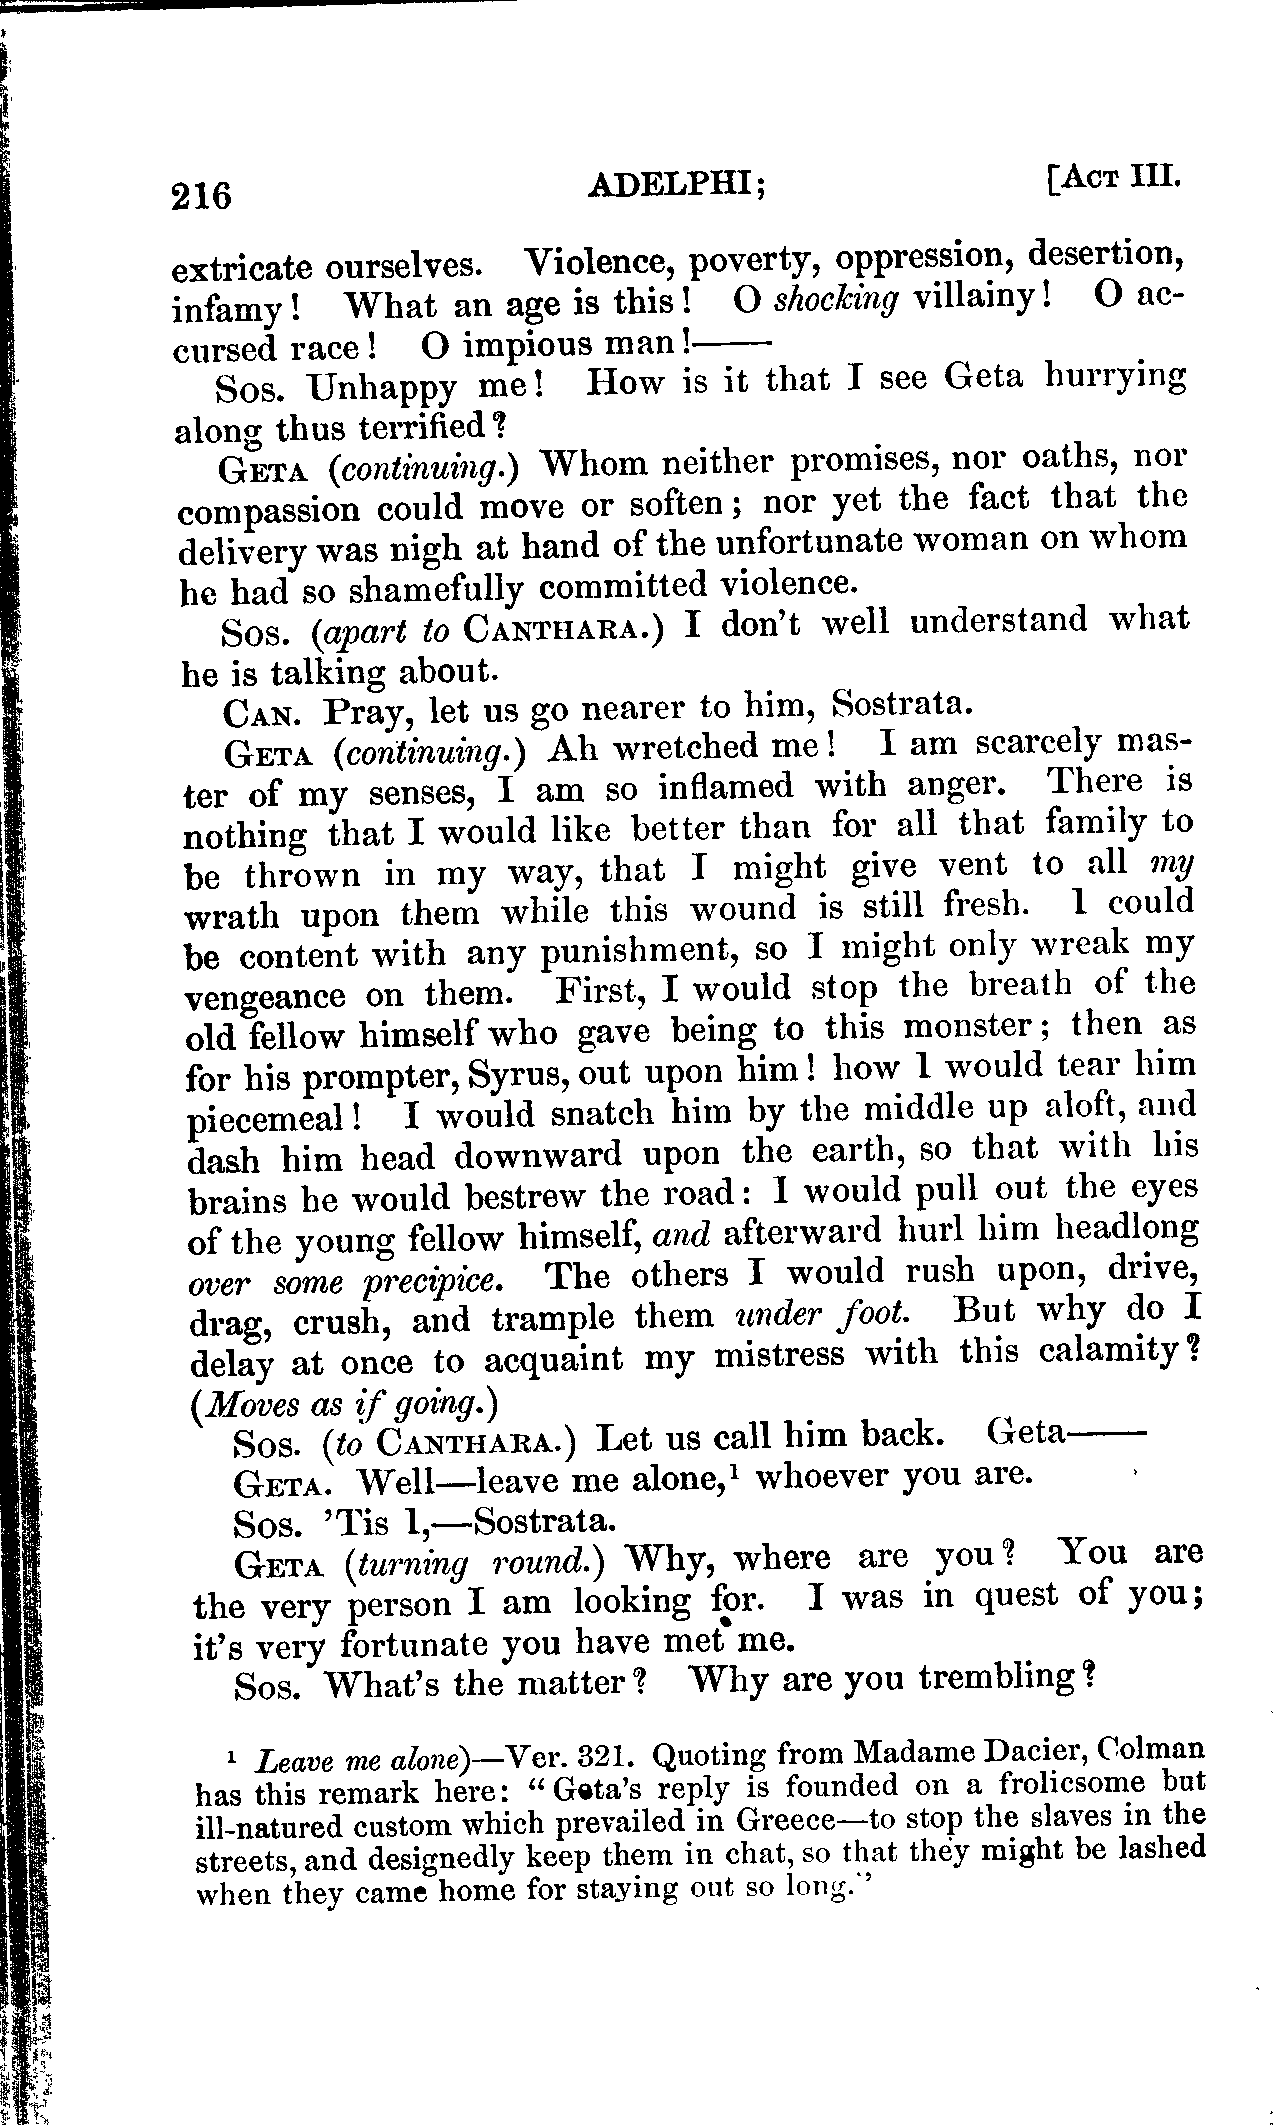 216 ADELPHI; [ACT III.
extricate ourselves. Violence, poverty, oppression, desertion,
infamy! What an age is this! O shocking villainy! O ac-
cursed race! O impious man!——
SOS. Unhappy me! How is it that I see Geta hurrying
along thus terrified?
GETA (continuing.) Whom neither promises, nor oaths, nor
compassion could move or soften; nor yet the fact that the
delivery was nigh at hand of the unfortunate woman on whom
he had so shamefully committed violence.
SOS. (apart to CANTHARA.) I don't well understand what
he is talking about.
CAN. Pray, let us go nearer to him, Sostrata.
GETA (continuing.) Ah wretched me! I am scarcely mas-
ter of my senses, I am so inflamed with anger. There is
nothing that I would like better than for all that family to
be thrown in my way, that I might give vent to all my
wrath upon them while this wound is still fresh. I could
be content with any punishment, so I might only wreak my
vengeance on them. First, I would stop the breath of the
old fellow himself who gave being to this monster; then as
for his prompter, Syrus, out upon him! how I would tear him
piecemeal! I would snatch him by the middle up aloft, and
dash him head downward upon the earth, so that with his
brains he would bestrew the road: I would pull out the eyes
of the young fellow himself, and afterward hurl him headlong
over some precipice. The others I would rush upon, drive,
drag, crush, and trample them under foot. But why do I
delay at once to acquaint my mistress with this calamity?
(Moves as if going.)
SOS. (to CANTHARA.) Let us call him back. Geta——
GETA. Well—leave me alone,¹ whoever you are.
SOS. 'Tis I,—Sostrata.
GETA (turning round.) Why, where are you? You are
the very person I am looking for. I was in quest of you;
it's very fortunate you have met me.
SOS. What's the matter? Why are you trembling?
¹ Leave me alone)—Ver. 321. Quoting from Madame Dacier, Colman
has this remark here: "Geta's reply is founded on a frolicsome but
ill-natured custom which prevailed in Greece—to stop the slaves in the
streets, and designedly keep them in chat, so that they might be lashed
when they came home for staying out so long."